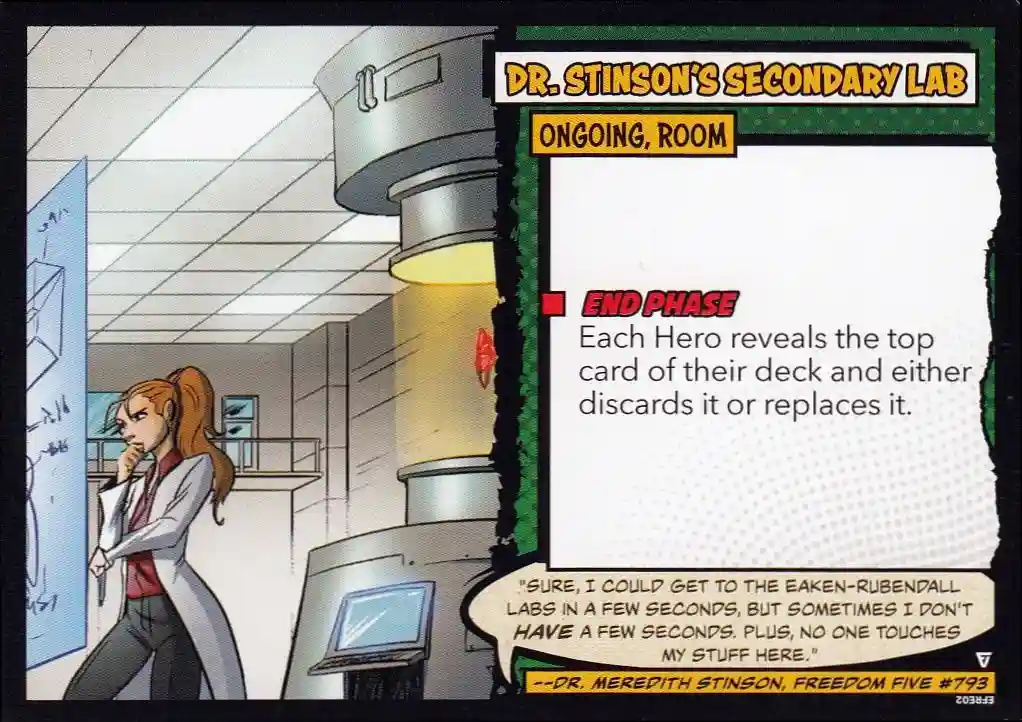 DR. STINSON'S SECONDARY LAB
ONGOING, ROOM
END PHASE
Each Hero reveals the top
card of their deck and either
discards it or replaces it.
"SURE, I COULD GET TO THE EAKEN-RUBENDALL
LABS IN A FEW SECONDS, BUT SOMETIMES I DON'T
HAVE A FEW SECONDS. PLUS, NO ONE TOUCHES
MY STUFF HERE."
--DR. MEREDITH STINSON, FREEDOM FIVE #793
EFRE02